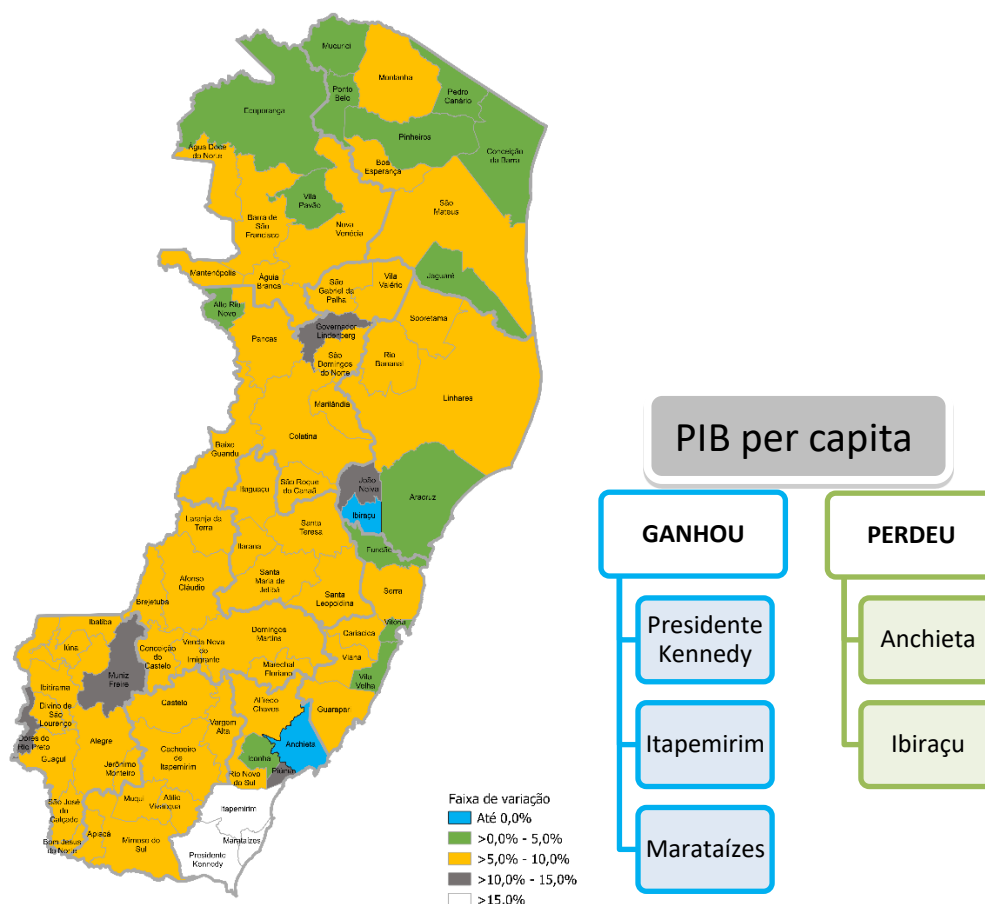 Mucurici
Montanha
Ponto
Belo
Pedro
Canário
Ecoporanga
Pinheiros
Conceição
da Barra
Água Doce
do Norte
Boa
Esperança
Vila
Pavão
São
Mateus
Barra de
São
Francisco
Nova
Venécia
Mantenópolis
Águia
Branca
São
Gabriel da
Palha
Vila
Valério
Jaguaré
Alto Rio
Novo
Sooretama
Governador
Lindenberg
Pancas
São
Domingos
do Norte
Rio
Bananal
Linhares
Marilândia
Colatina
Baixo
Guandu
João
Neiva
Aracruz
Itaguaçu
São Roque
do Canaã
Ibiraçu
Laranja da
Terra
Santa
Teresa
Itarana
Fundão
Afonso
Cláudio
Santa
Maria de
Jetibá
Santa
Leopoldina
Serra
Brejetuba
Ibatiba
Vitória
Cariacica
Domingos
Martins
Iúna
Conceição
do
Castelo
Venda Nova
do
Imigrante
Viana
Marechal
Floriano
Vila
Velha
Muniz
Freire
Ibitirama
Castelo
Alfredo
Chaves
Guarapari
Divino de
São
Lourenço
Vargem
Alta
Dores do
Rio Preto
Alegre
Anchieta
Cachoeiro
de
Itapemirim
Iconha
Guaçuí
Jerônimo
Monteiro
Piúma
Rio Novo
do Sul
São José
do
Calçado
Muqui
Atílio
Vivacqua
Itapemirim
Apiacá
Bom Jesus
do Norte
Mimoso do
Sul
Marataízes
Presidente
Kennedy
Faixa de variação
Até 0,0%
>0,0% - 5,0%
>5,0% - 10,0%
>10,0% - 15,0%
>15,0%
PIB per capita
GANHOU
PERDEU
Presidente
Kennedy
Anchieta
Itapemirim
Ibiraçu
Marataízes